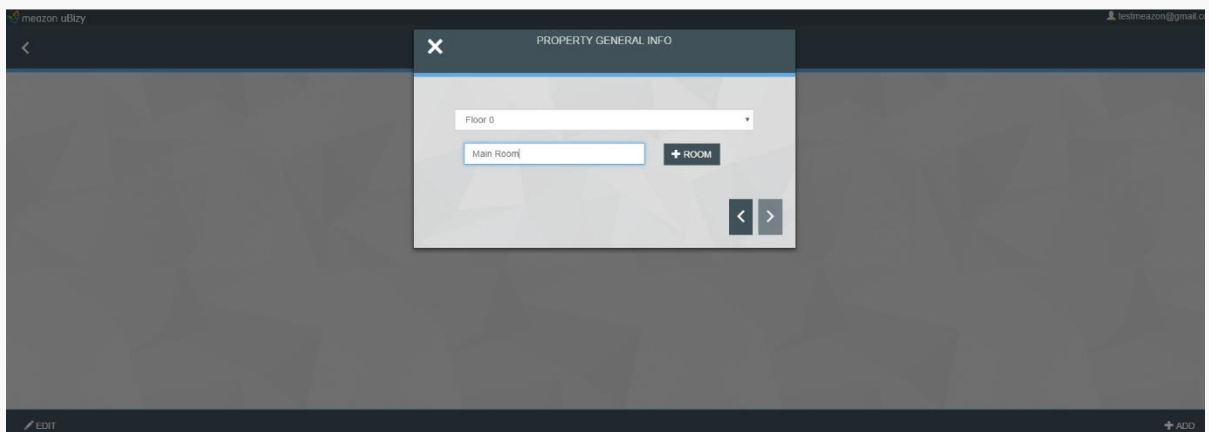 meazon uBizy
testmeazon@gmail.c
PROPERTY GENERAL INFO
Floor 0
Main Room
ROOM
EDIT
ADD